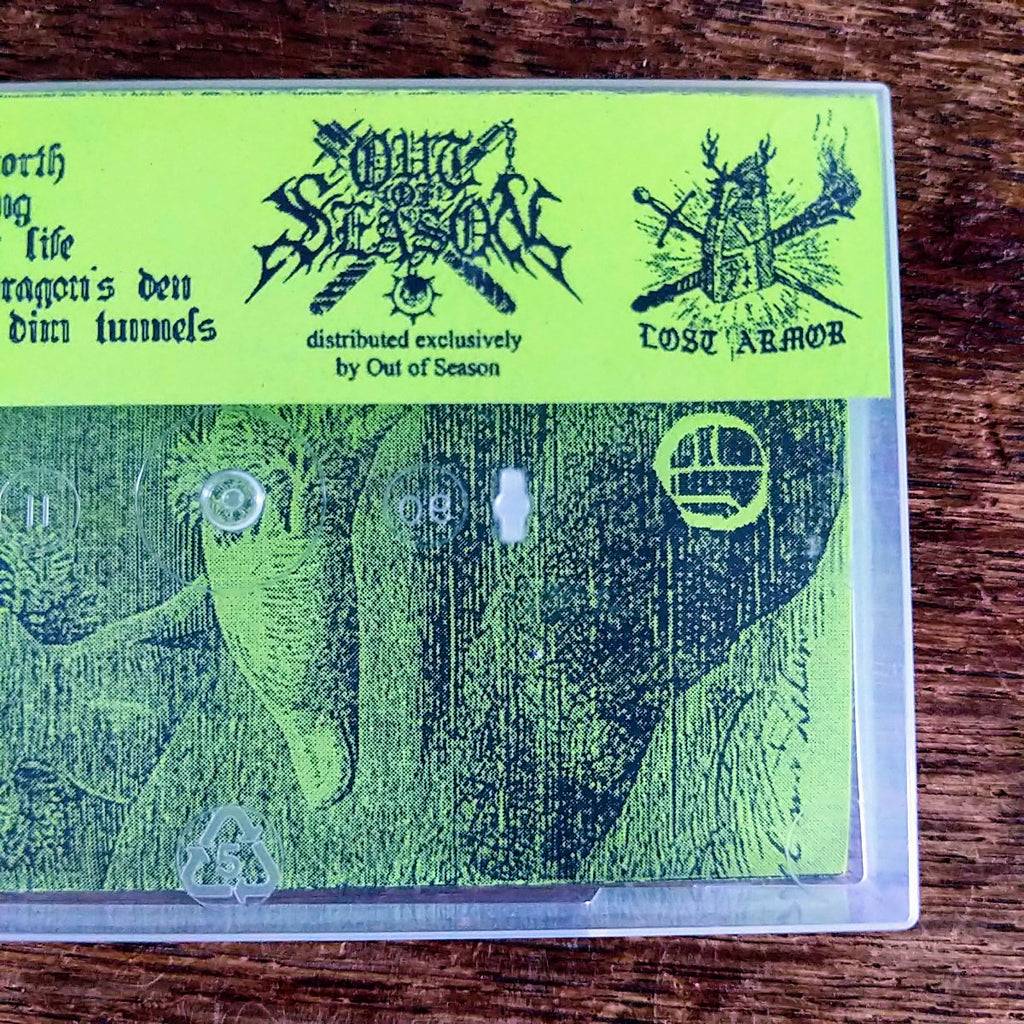 orth
ng
life
ragon's den
dim tunnels
OUT
OF
SEASON
distributed exclusively
by Out of Season
LOST ARMOR
II
08
5